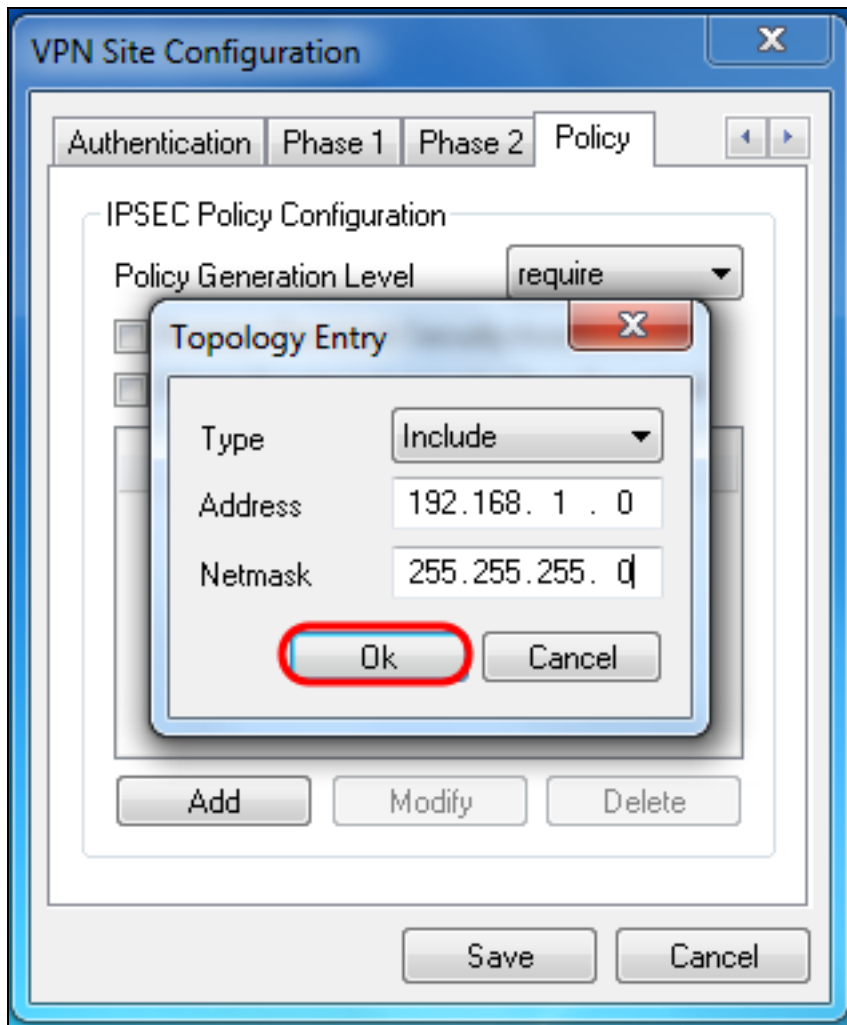 VPN Site Configuration
Authentication Phase 1 Phase 2 Policy
IPSEC Policy Configuration
Policy Generation Level require
Topology Entry
Type Include
Address 192.168. 1 . 0
Netmask 255.255.255. 0
Ok Cancel
Add Modify Delete
Save Cancel